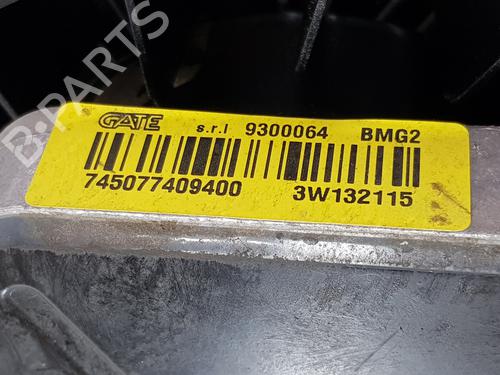 GATE s.r.l 9300064 BMG2
745077409400 3W132115
B-PARTS